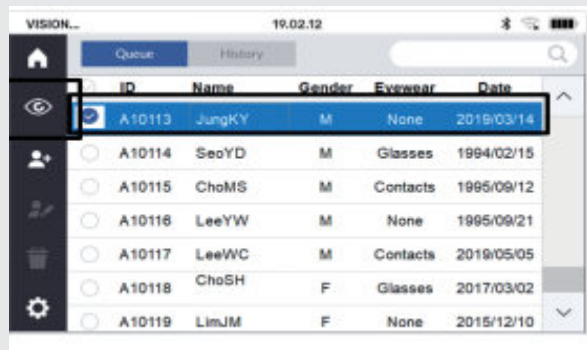 VISION... 19.02.12
Queue History
ID Name Gender Eyewear Date
A10113 JungKY M None 2019/03/14
A10114 SeoYD M Glasses 1994/02/15
A10115 ChoMS M Contacts 1995/09/12
A10116 LeeYW M None 1995/09/21
A10117 LeeWC M Contacts 2019/05/05
A10118 ChoSH F Glasses 2017/03/02
A10119 LimJM F None 2015/12/10